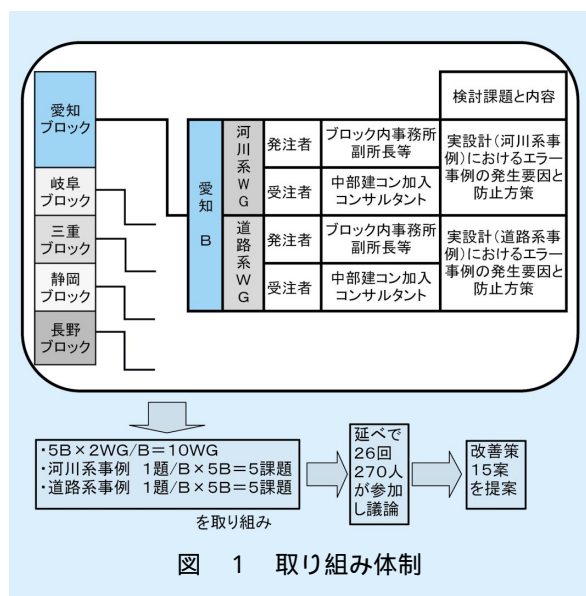 愛知
ブロック
岐阜
ブロック
三重
ブロック
静岡
ブロック
長野
ブロック
検討課題と内容
愛知B
河川系WG
発注者
ブロック内事務所
副所長等
受注者
中部建コン加入
コンサルタント
実設計(河川系事
例)におけるエラー
事例の発生要因と
防止方策
道路系WG
発注者
ブロック内事務所
副所長等
受注者
中部建コン加入
コンサルタント
実設計(道路系事
例)におけるエラー
事例の発生要因と
防止方策
・5B×2WG/B=10WG
・河川系事例 1題/B×5B=5課題
・道路系事例 1題/B×5B=5課題
を取り組み
延べで
26回
270人
が参加
し議論
改善策
15案
を提案
図 1 取り組み体制